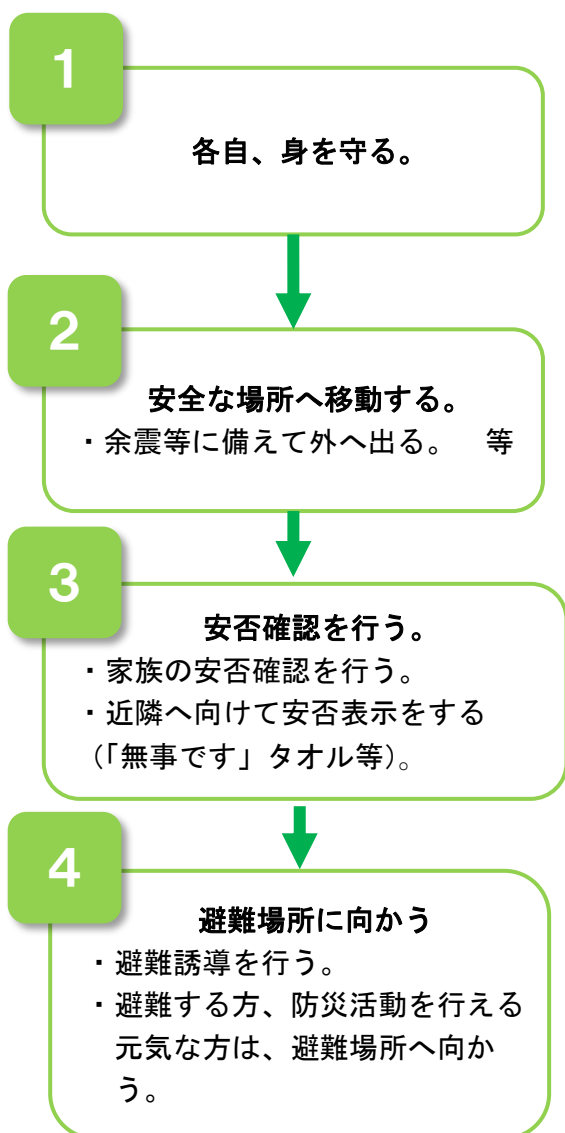 1
各自、身を守る。
2
安全な場所へ移動する。
・余震等に備えて外へ出る。　等
3
安否確認を行う。
・家族の安否確認を行う。
・近隣へ向けて安否表示をする
（「無事です」タオル等）。
4
避難場所に向かう
・避難誘導を行う。
・避難する方、防災活動を行える
元気な方は、避難場所へ向か
う。